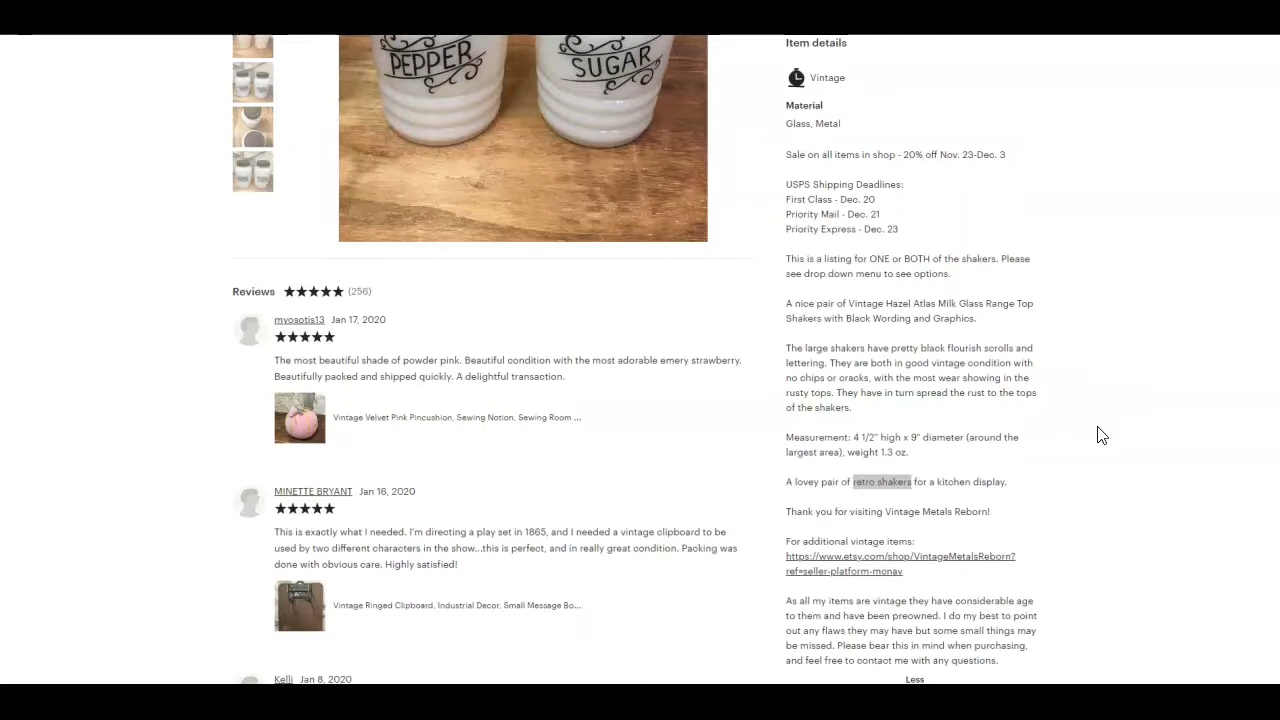 PEPPER
SUGAR
Reviews ★★★★★ (256)
myosotis13 Jan 17, 2020
★★★★★
The most beautiful shade of powder pink. Beautiful condition with the most adorable emery strawberry.
Beautifully packed and shipped quickly. A delightful transaction.
Vintage Velvet Pink Pincushion, Sewing Notion, Sewing Room ...
MINETTE BRYANT Jan 16, 2020
★★★★★
This is exactly what I needed. I'm directing a play set in 1865, and I needed a vintage clipboard to be
used by two different characters in the show...this is perfect, and in really great condition. Packing was
done with obvious care. Highly satisfied!
Vintage Ringed Clipboard, Industrial Decor, Small Message Bo...
Kelli Jan 8, 2020
Item details
Vintage
Material
Glass, Metal
Sale on all items in shop - 20% off Nov. 23-Dec. 3
USPS Shipping Deadlines:
First Class - Dec. 20
Priority Mail - Dec. 21
Priority Express - Dec. 23
This is a listing for ONE or BOTH of the shakers. Please
see drop down menu to see options.
A nice pair of Vintage Hazel Atlas Milk Glass Range Top
Shakers with Black Wording and Graphics.
The large shakers have pretty black flourish scrolls and
lettering. They are both in good vintage condition with
no chips or cracks, with the most wear showing in the
rusty tops. They have in turn spread the rust to the tops
of the shakers.
Measurement: 4 1/2" high x 9" diameter (around the
largest area), weight 1.3 oz.
A lovey pair of retro shakers for a kitchen display.
Thank you for visiting Vintage Metals Reborn!
For additional vintage items:
https://www.etsy.com/shop/VintageMetalsReborn?
ref=seller-platform-monav
As all my items are vintage they have considerable age
to them and have been preowned. I do my best to point
out any flaws they may have but some small things may
be missed. Please bear this in mind when purchasing,
and feel free to contact me with any questions.
Less